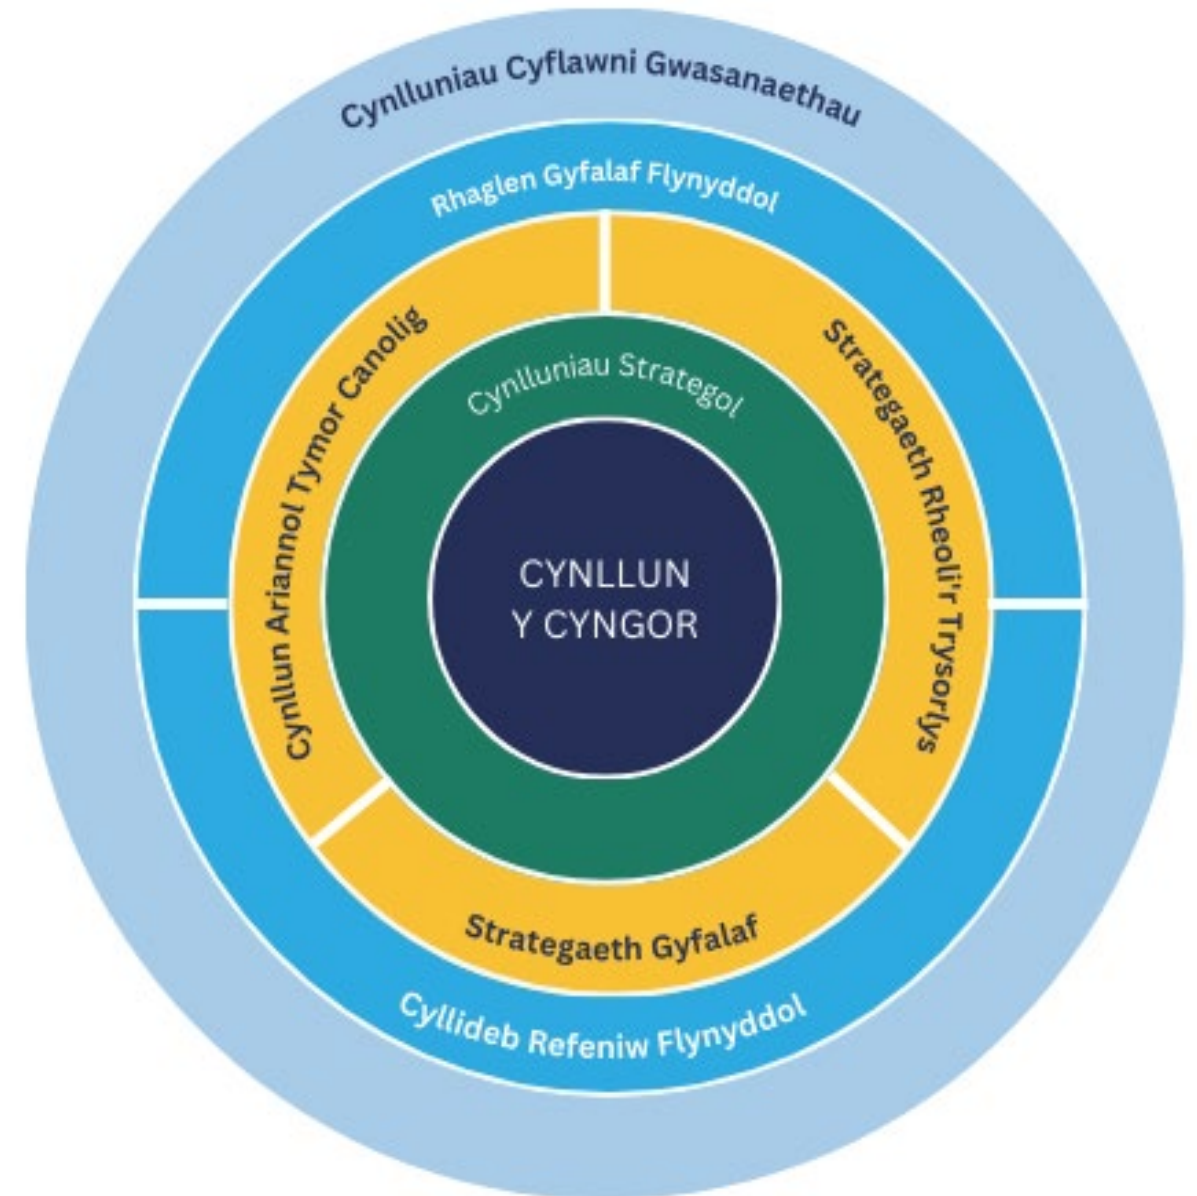 Cynlluniau Cyflawni Gwasanaethau
Rhaglen Gyfalaf Flynyddol
Cynllun Ariannol Tymor Canolig
Strategaeth Rheoli'r Trysorlys
Cynlluniau Strategol
CYNLLUN
Y CYNGOR
Strategaeth Gyfalaf
Cyllideb Refeniw Flynyddol